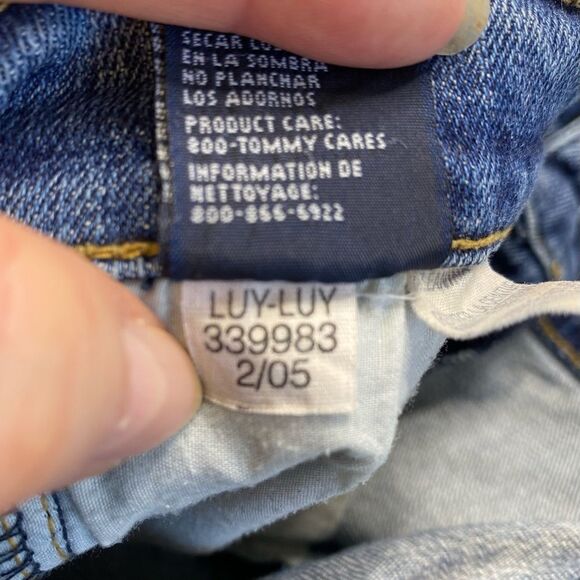 SECAR
EN LA SOMBRA
NO PLANCHAR
LOS ADORNOS
PRODUCT CARE:
800-TOMMY CARES
INFORMATION DE
NETTOYAGE:
800-866-6922
LUY-LUY
339983
2/05